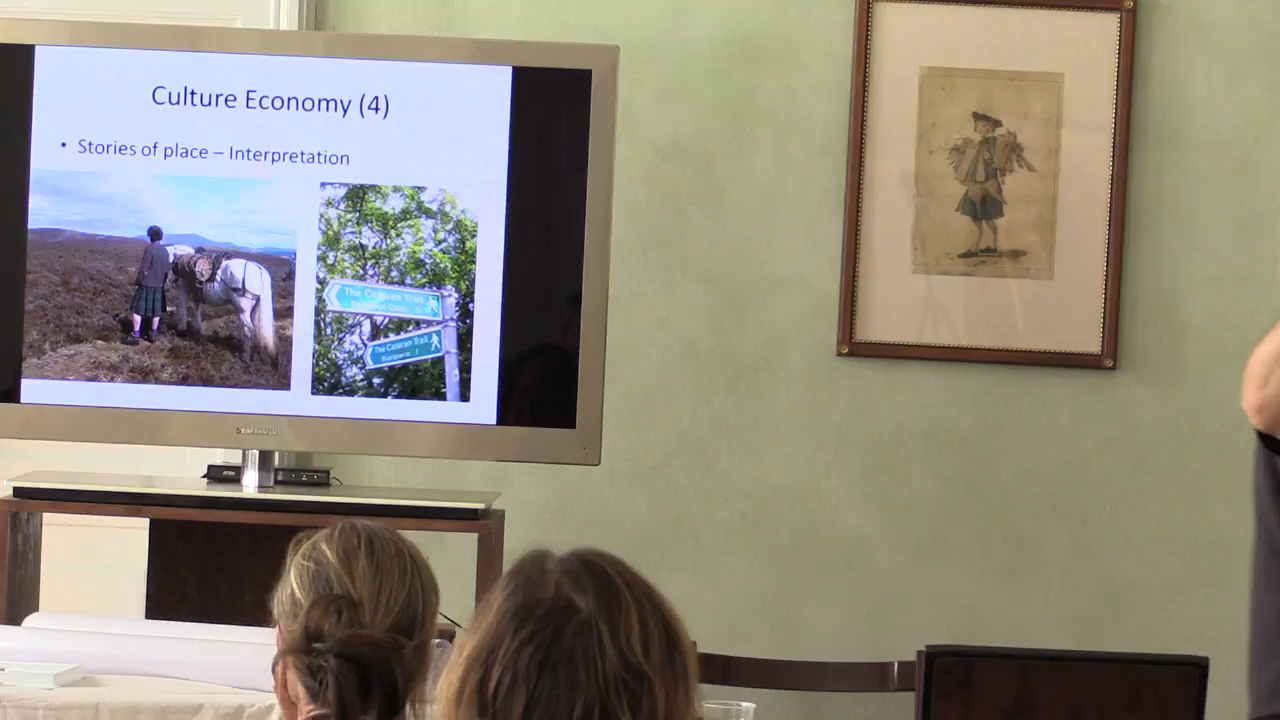 Culture Economy (4)
• Stories of place – Interpretation
The Cateran Trail
The Cateran Trail